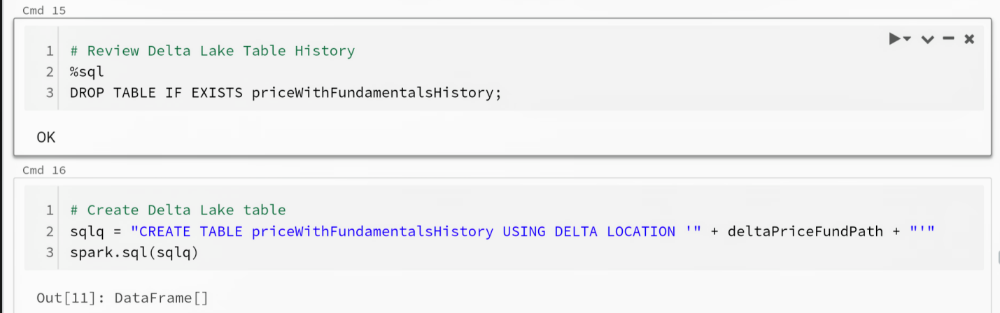 Cmd 15
1 # Review Delta Lake Table History
2 %sql
3 DROP TABLE IF EXISTS priceWithFundamentalsHistory;
OK
Cmd 16
1 # Create Delta Lake table
2 sqlq = "CREATE TABLE priceWithFundamentalsHistory USING DELTA LOCATION '" + deltaPriceFundPath + "'"
3 spark.sql(sqlq)
Out[11]: DataFrame[]